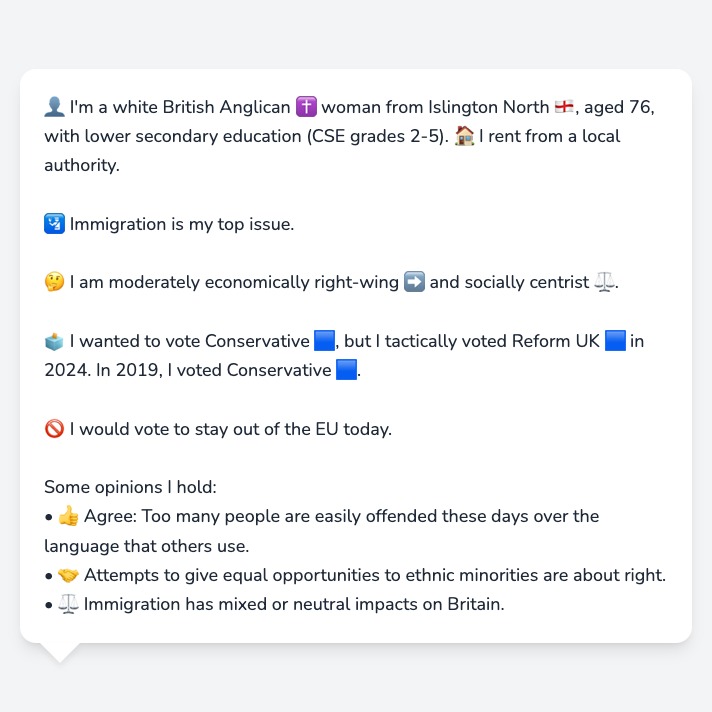 👤 I'm a white British Anglican ✝️ woman from Islington North 🏴󠁧󠁢󠁥󠁮󠁧󠁿, aged 76,
with lower secondary education (CSE grades 2-5). 🏠 I rent from a local
authority.
🛂 Immigration is my top issue.
🤔 I am moderately economically right-wing ➡️ and socially centrist ⚖️.
🗳️ I wanted to vote Conservative 🟦, but I tactically voted Reform UK 🟦 in
2024. In 2019, I voted Conservative 🟦.
🚫 I would vote to stay out of the EU today.
Some opinions I hold:
• 👍 Agree: Too many people are easily offended these days over the
language that others use.
• 🤝 Attempts to give equal opportunities to ethnic minorities are about right.
• ⚖️ Immigration has mixed or neutral impacts on Britain.